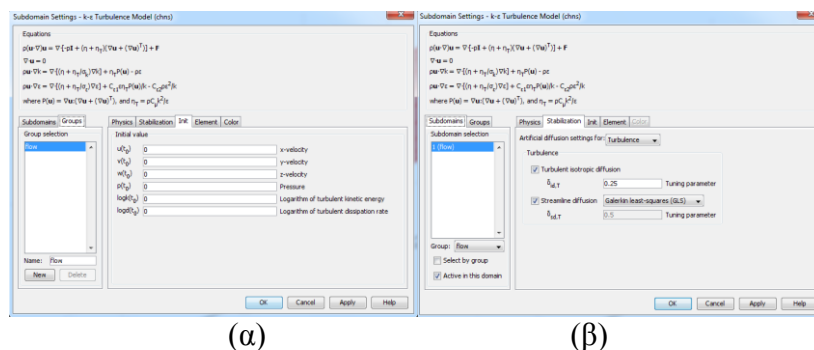 Subdomain Settings - k-ε Turbulence Model (chns)
Equations
ρ(u·∇)u = ∇·[-pI + (η + η_T)(∇u + (∇u)^T)] + F
∇·u = 0
ρu·∇k = ∇·[(η + η_T/σ_k)∇k] + η_T P(u) - ρε
ρu·∇ε = ∇·[(η + η_T/σ_ε)∇ε] + C_ε1 εη_T P(u)/k - C_ε2 ρε²/k
where P(u) = ∇u:(∇u + (∇u)^T), and η_T = ρC_μ k²/ε
Subdomains Groups
Group selection
flow
Name: flow
New Delete
Physics Stabilization Init Element Color
Initial value
u(t₀) 0 x-velocity
v(t₀) 0 y-velocity
w(t₀) 0 z-velocity
p(t₀) 0 Pressure
logk(t₀) 0 Logarithm of turbulent kinetic energy
logd(t₀) 0 Logarithm of turbulent dissipation rate
OK Cancel Apply Help
(α)
Subdomain Settings - k-ε Turbulence Model (chns)
Equations
ρ(u·∇)u = ∇·[-pI + (η + η_T)(∇u + (∇u)^T)] + F
∇·u = 0
ρu·∇k = ∇·[(η + η_T/σ_k)∇k] + η_T P(u) - ρε
ρu·∇ε = ∇·[(η + η_T/σ_ε)∇ε] + C_ε1 εη_T P(u)/k - C_ε2 ρε²/k
where P(u) = ∇u:(∇u + (∇u)^T), and η_T = ρC_μ k²/ε
Subdomains Groups
Subdomain selection
1 (flow)
Group: flow
Select by group
Active in this domain
Physics Stabilization Init Element Color
Artificial diffusion settings for: Turbulence
Turbulence
Turbulent isotropic diffusion
δ_id,T 0.25 Tuning parameter
Streamline diffusion Galerkin least-squares (GLS)
δ_sd,T 0.5 Tuning parameter
OK Cancel Apply Help
(β)